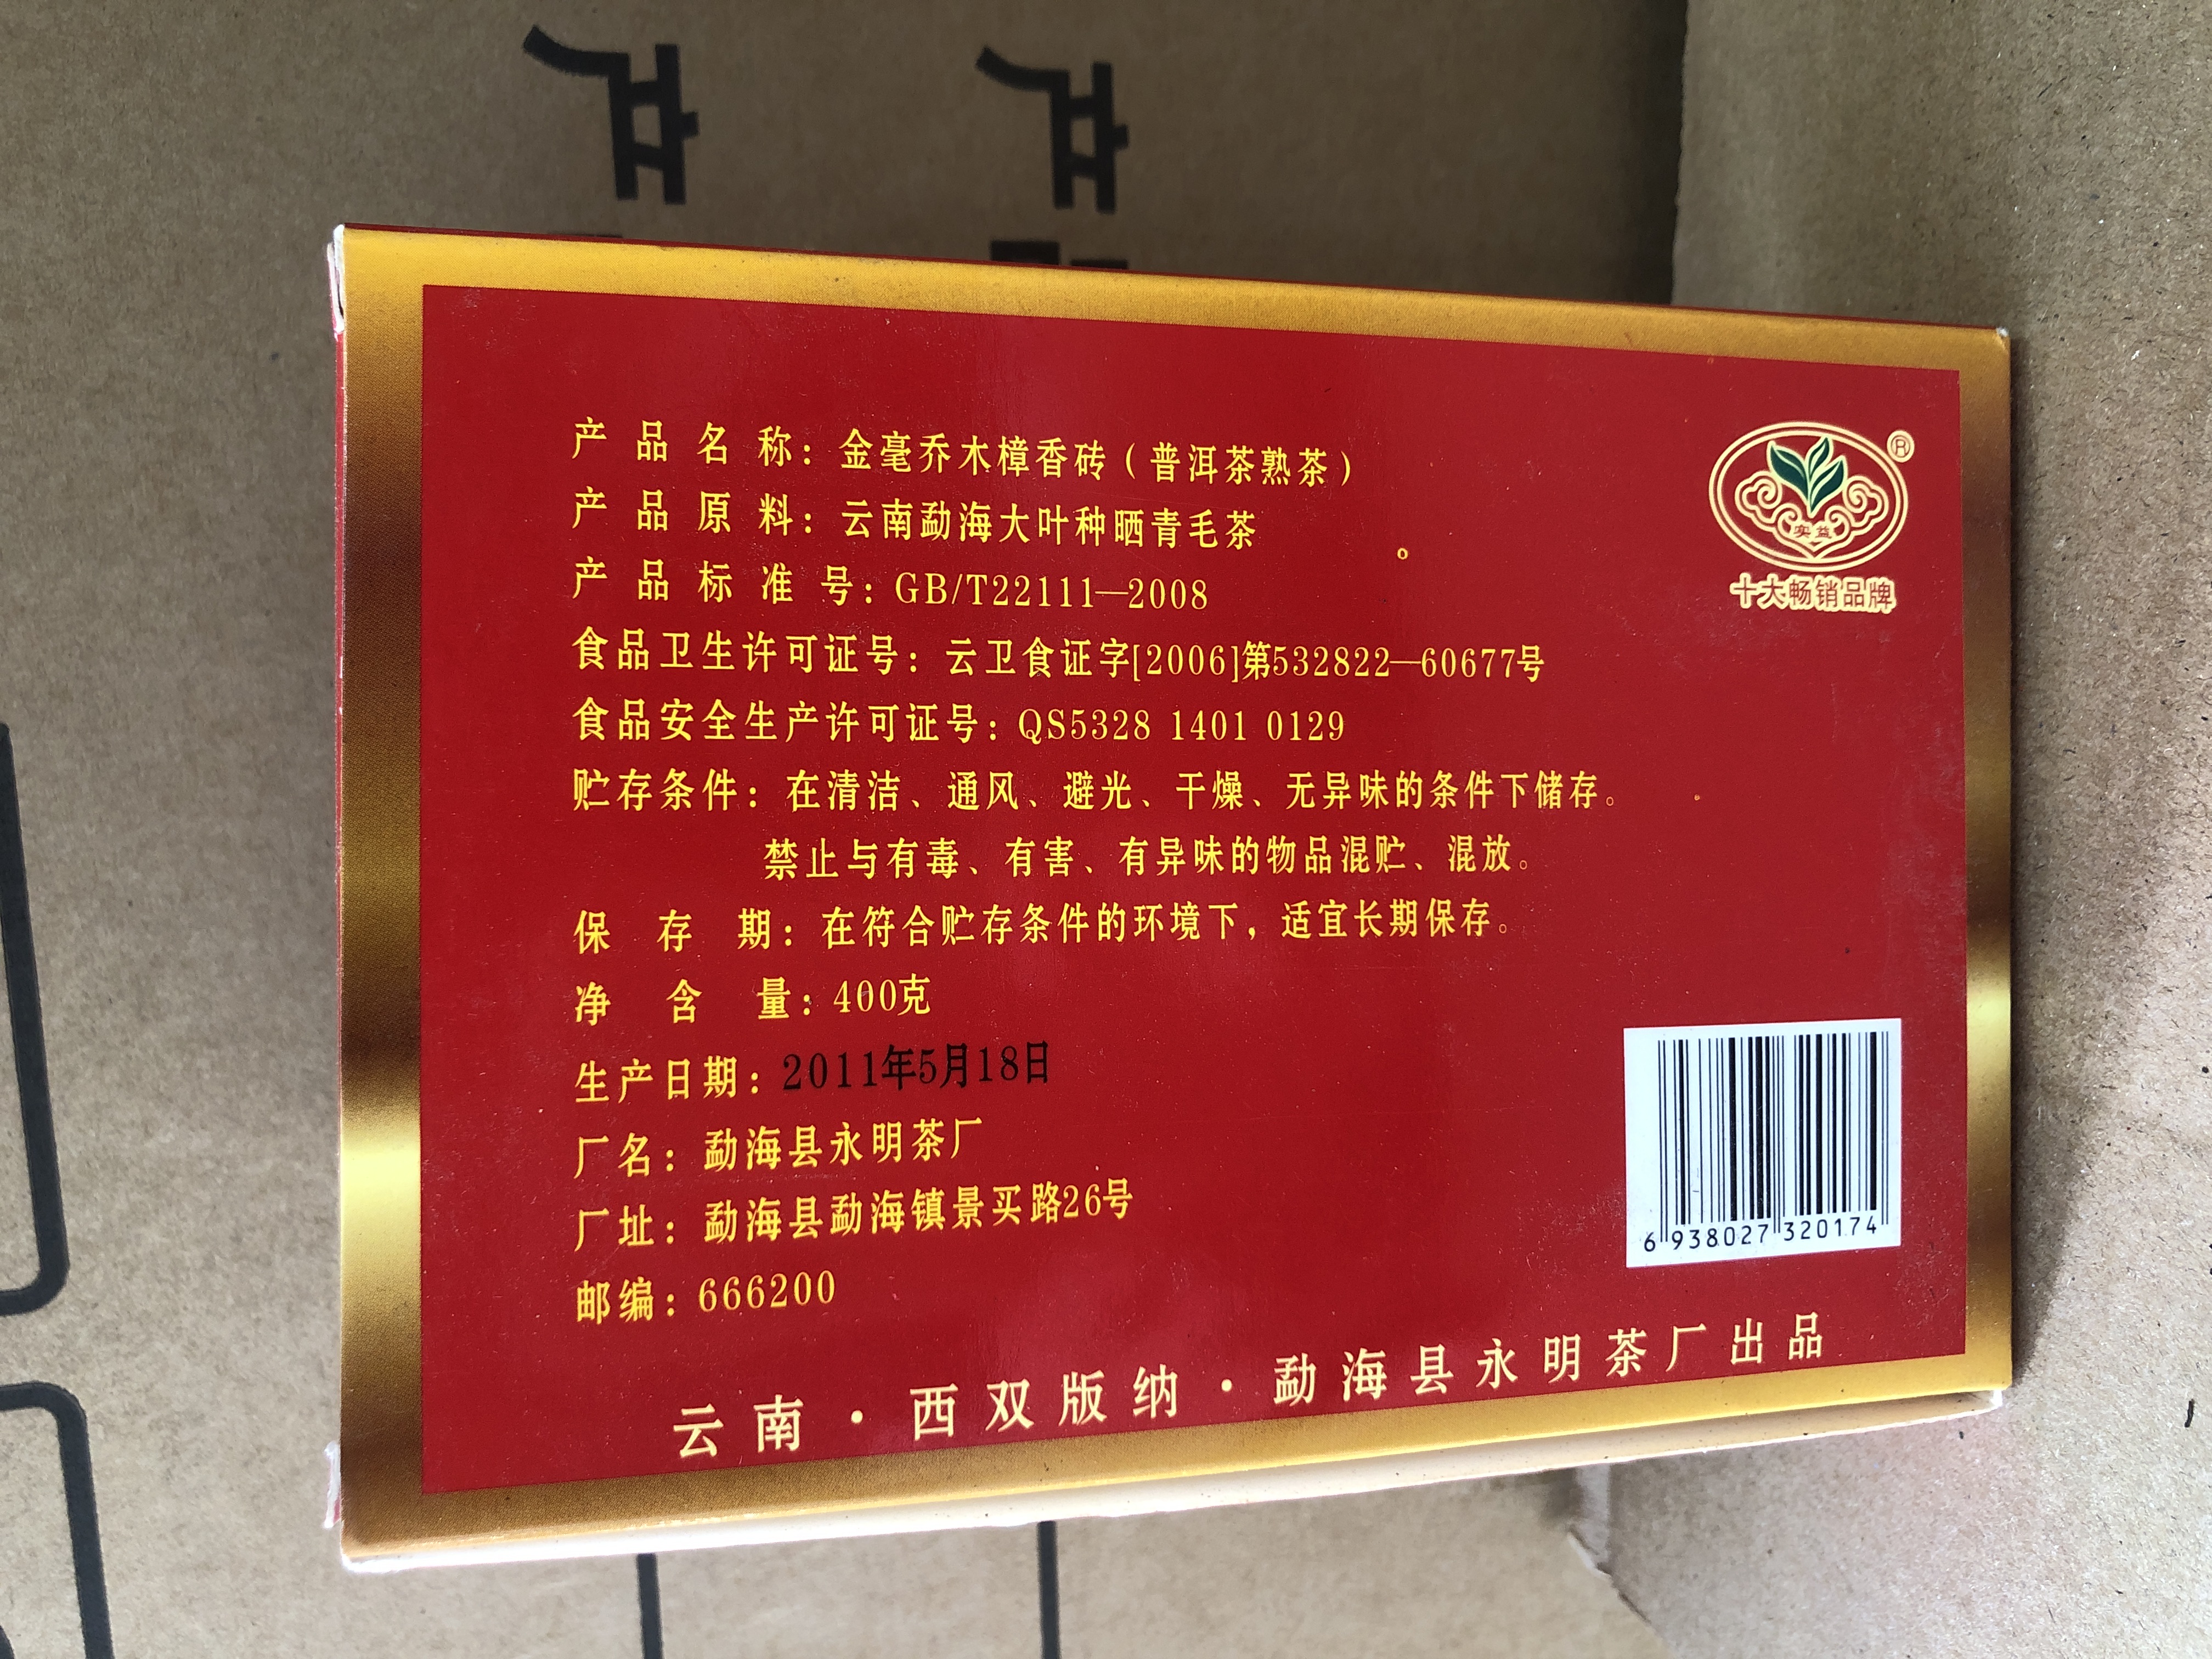 产
产
产品名称：金毫乔木樟香砖（普洱茶熟茶）
产品原料：云南勐海大叶种晒青毛茶
。
产品标准号：GB/T22111—2008
食品卫生许可证号：云卫食证字[2006]第532822—60677号
食品安全生产许可证号：QS5328 1401 0129
贮存条件：在清洁、通风、避光、干燥、无异味的条件下储存。
禁止与有毒、有害、有异味的物品混贮、混放。
保存期：在符合贮存条件的环境下，适宜长期保存。
净含量：400克
生产日期：2011年5月18日
厂名：勐海县永明茶厂
厂址：勐海县勐海镇景买路26号
邮编：666200
云南·西双版纳·勐海县永明茶厂出品
®
实益
十大畅销品牌
6 938027 320174